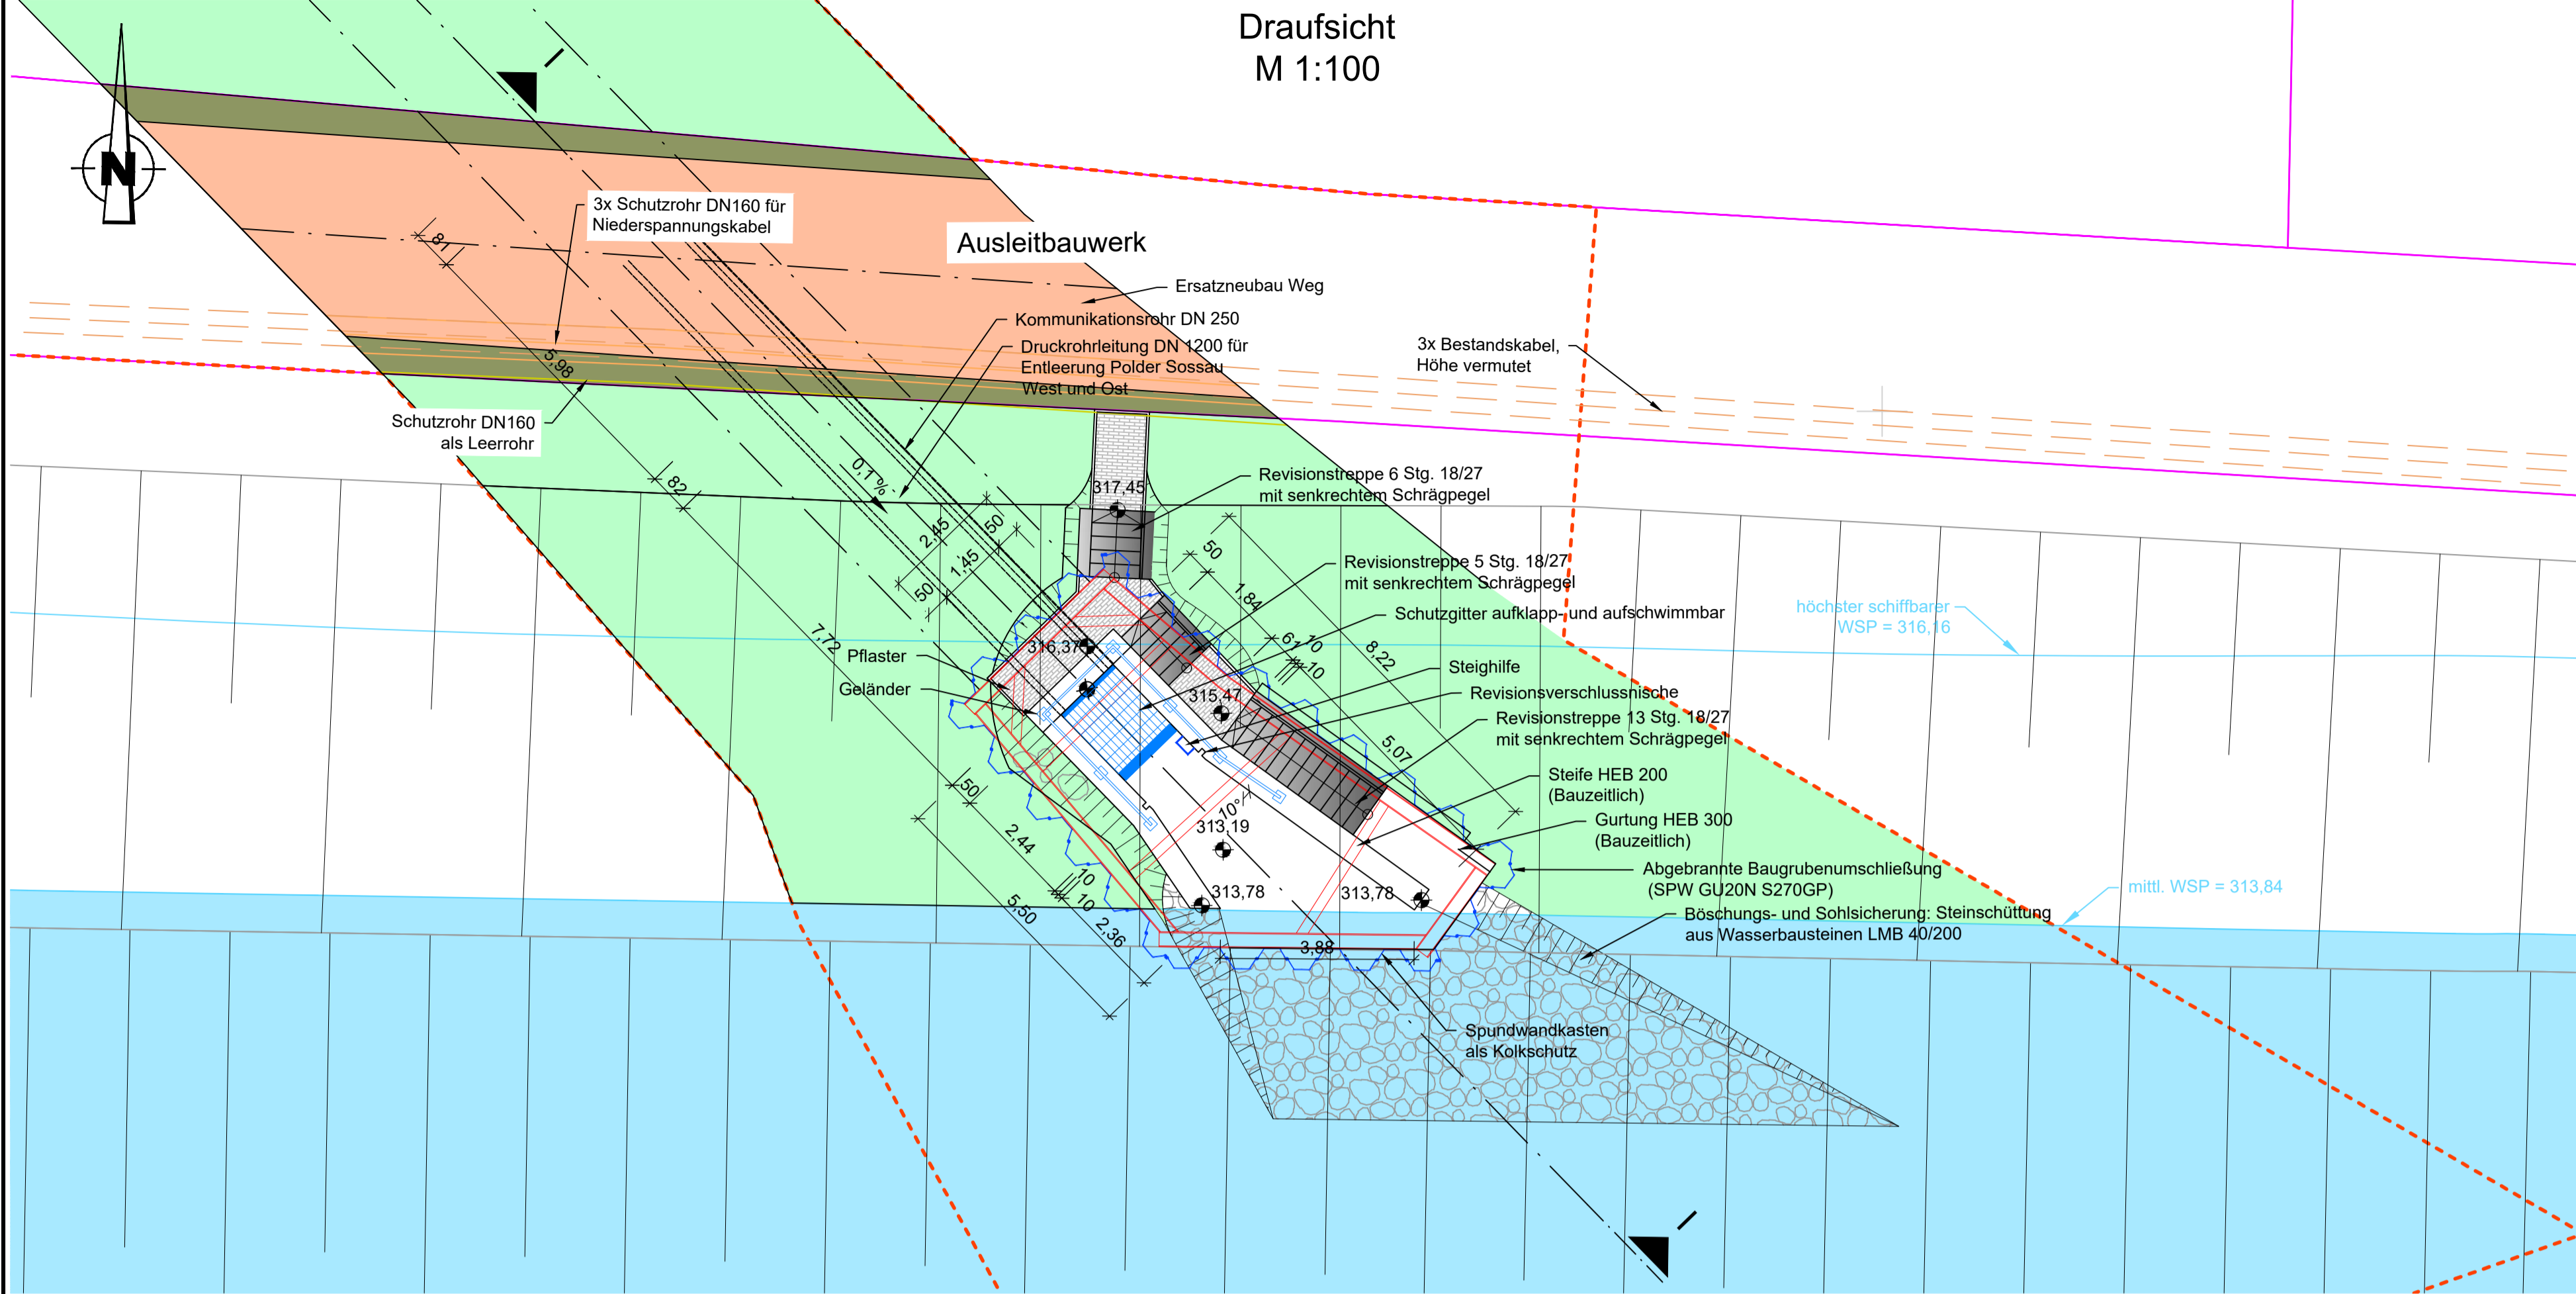 Draufsicht
M 1:100
N
I
3x Schutzrohr DN160 für
Niederspannungskabel
81
Ausleitbauwerk
Ersatzneubau Weg
Kommunikationsrohr DN 250
Druckrohrleitung DN 1200 für
Entleerung Polder Sossau
West und Ost
3x Bestandskabel,
Höhe vermutet
5,98
Schutzrohr DN160
als Leerrohr
0,1 %
82
Revisionstreppe 6 Stg. 18/27
mit senkrechtem Schrägpegel
317,45
2,45
50
1,45
50
50
1,84
Revisionstreppe 5 Stg. 18/27
mit senkrechtem Schrägpegel
Schutzgitter aufklapp- und aufschwimmbar
höchster schiffbarer
WSP = 316,16
7,72
61
10
10
8,22
316,37
Pflaster
Geländer
Steighilfe
Revisionsverschlussnische
315,47
Revisionstreppe 13 Stg. 18/27
mit senkrechtem Schrägpegel
5,07
Steife HEB 200
(Bauzeitlich)
50
10°
313,19
2,44
Gurtung HEB 300
(Bauzeitlich)
Abgebrannte Baugrubenumschließung
(SPW GU20N S270GP)
10
10
313,78
313,78
mittl. WSP = 313,84
5,50
2,36
Böschungs- und Sohlsicherung: Steinschüttung
aus Wasserbausteinen LMB 40/200
3,88
Spundwandkasten
als Kolkschutz
I